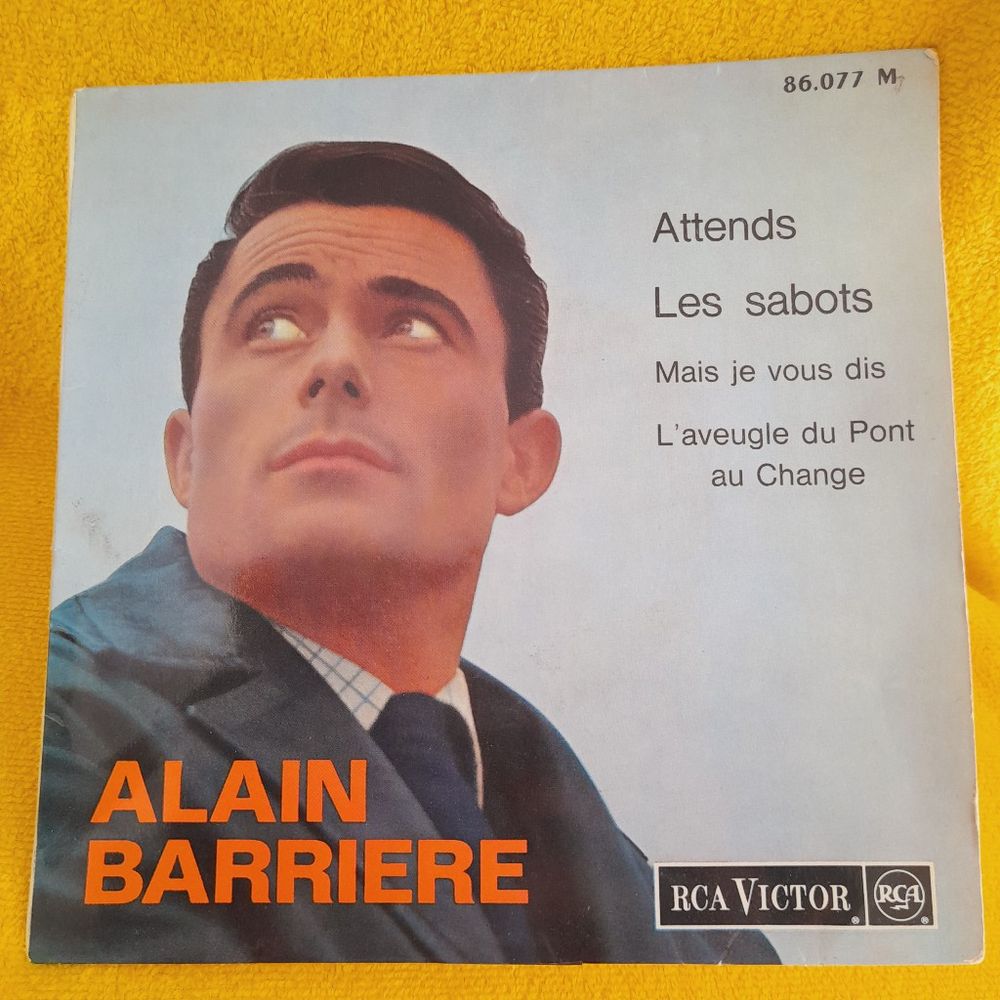 86.077 M
Attends
Les sabots
Mais je vous dis
L'aveugle du Pont
au Change
ALAIN
BARRIERE
RCA VICTOR ® RCA ®